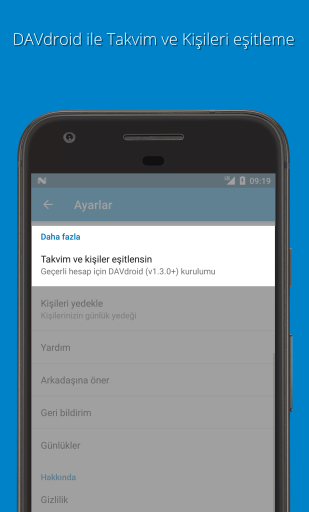 DAVdroid ile Takvim ve Kişileri eşitleme
09:19
Ayarlar
Daha fazla
Takvim ve kişiler eşitlensin
Geçerli hesap için DAVdroid (v1.3.0+) kurulumu
Kişileri yedekle
Kişilerinizin günlük yedeği
Yardım
Arkadaşına öner
Geri bildirim
Günlükler
Hakkında
Gizlilik